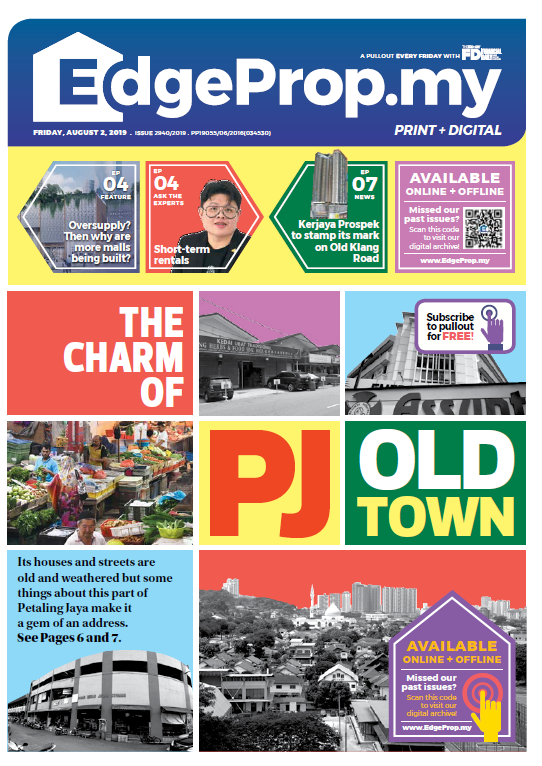 A PULLOUT EVERY FRIDAY WITH
FD
EdgeProp.my
FRIDAY, AUGUST 2, 2019 . ISSUE 2940/2019 . PP19055/06/2018(034530)
PRINT + DIGITAL
EP
04
FEATURE
Oversupply?
Then why are
more malls
being built?
EP
04
ASK THE
EXPERTS
Short-term
rentals
EP
07
NEWS
Kerjaya Prospek
to stamp its mark
on Old Klang
Road
AVAILABLE
ONLINE + OFFLINE
Missed our
past issues?
Scan this code
to visit our
digital archive!
www.EdgeProp.my
THE
CHARM
OF
KEDAI UBAT TRADISIONAL
Subscribe
to pullout
for FREE!
Assunt
PJ
OLD
TOWN
Its houses and streets are
old and weathered but some
things about this part of
Petaling Jaya make it
a gem of an address.
See Pages 6 and 7.
AVAILABLE
ONLINE + OFFLINE
Missed our
past issues?
Scan this code
to visit our
digital archive!
www.EdgeProp.my